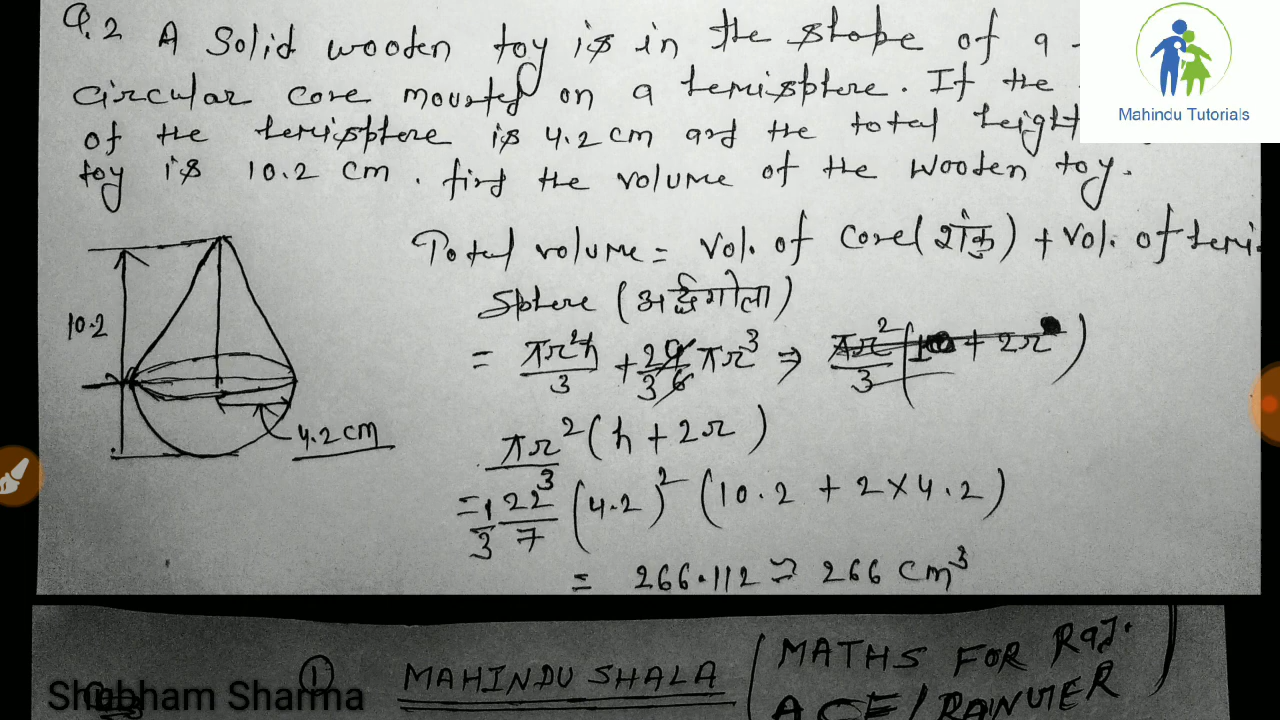 Q.2 A Solid wooden toy is in the shape of a
circular cone mounted on a hemisphere. If the
of the hemisphere is 4.2 cm and the total height
toy is 10.2 cm. find the volume of the wooden toy.
Mahindu Tutorials
Total volume = Vol. of Cone (शंकु) + Vol. of hemi
Sphere (अर्द्धगोला)
10.2
4.2 cm
= πr²h/3 + 2/3 πr³ ⇒ πr²/3 ( + 2r )
πr²/3 (h + 2r)
= 1/3 22/7 (4.2)² (10.2 + 2×4.2)
= 266.112 ≃ 266 cm³
① MAHINDU SHALA (MATHS FOR Raj.
Shubham Sharma